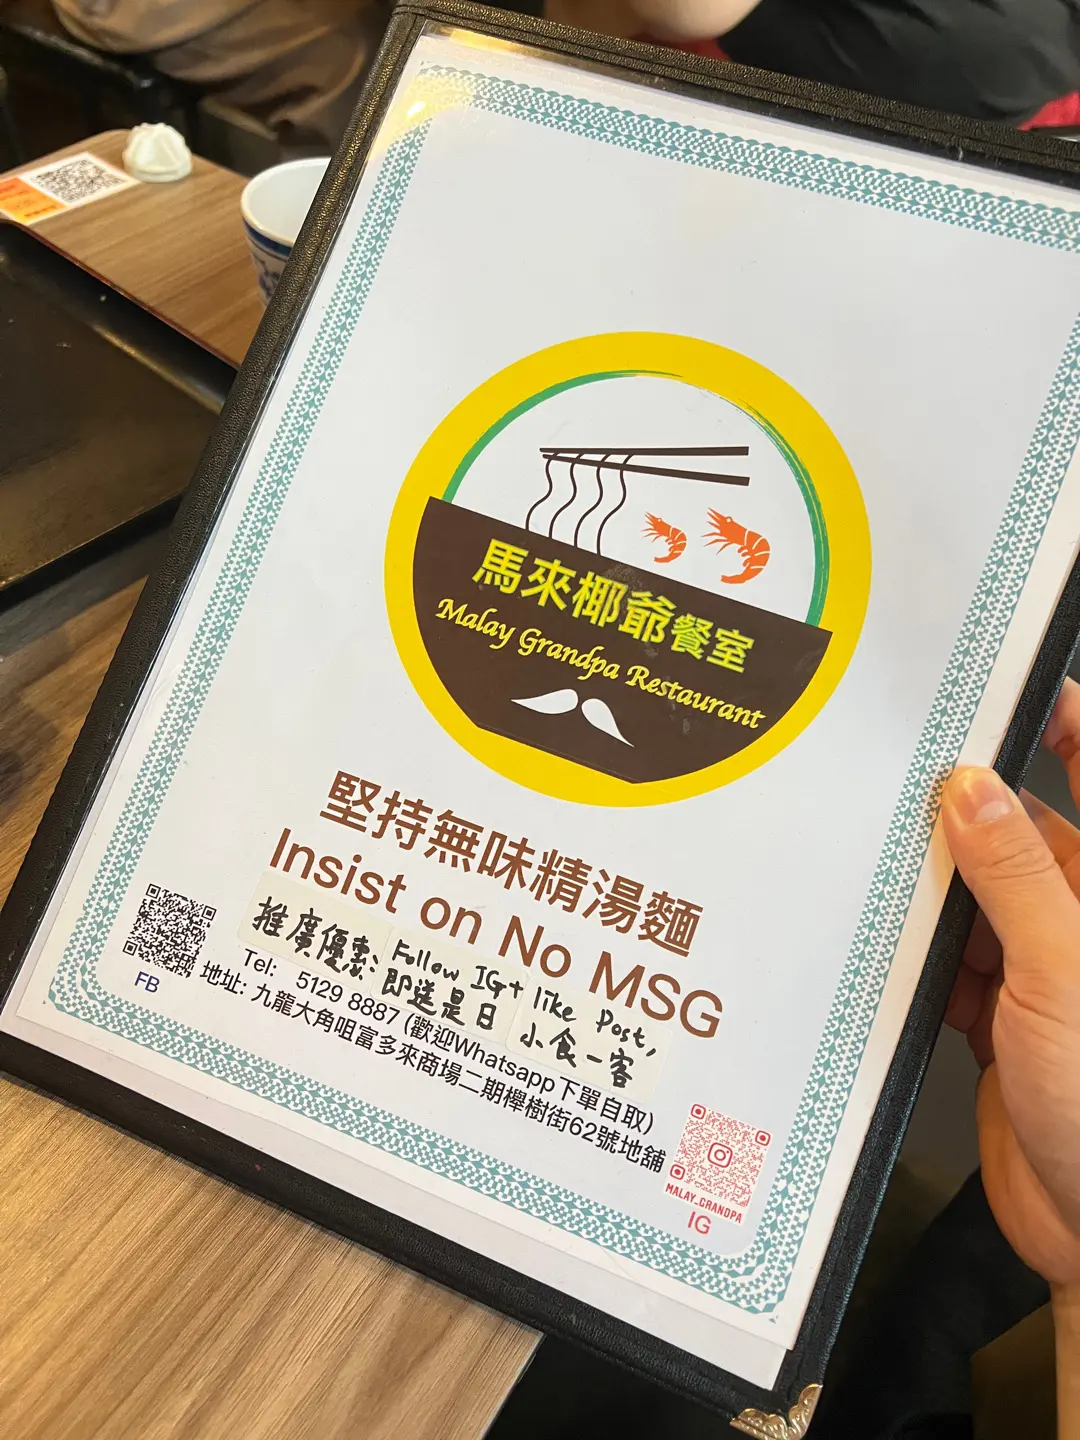 馬來椰爺餐室
Malay Grandpa Restaurant
堅持無味精湯麵
Insist on No MSG
推廣優惠: Follow IG + like Post,
即送是日小食一客
Tel: 5129 8887 (歡迎Whatsapp下單自取)
地址: 九龍大角咀富多來商場二期櫸樹街62號地舖
FB
MALAY_GRANDPA
IG